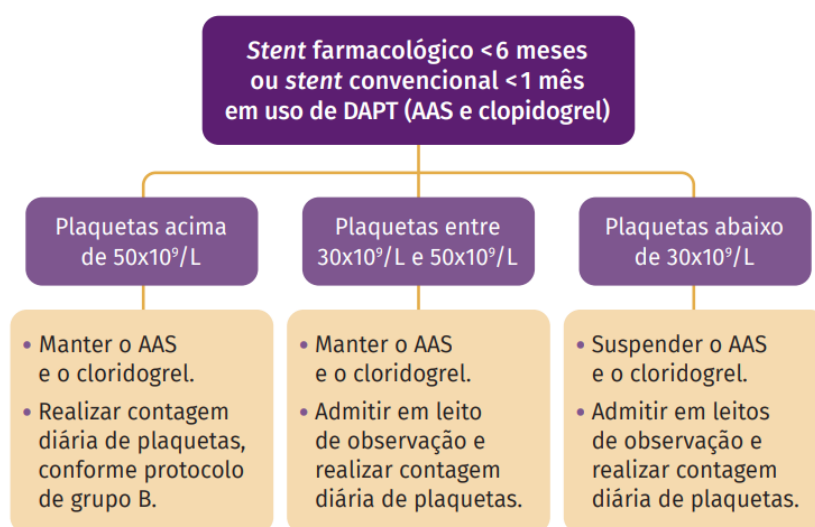 Stent farmacológico <6 meses
ou stent convencional <1 mês
em uso de DAPT (AAS e clopidogrel)
Plaquetas acima
de 50x10⁹/L
Plaquetas entre
30x10⁹/L e 50x10⁹/L
Plaquetas abaixo
de 30x10⁹/L
• Manter o AAS
e o cloridogrel.
• Realizar contagem
diária de plaquetas,
conforme protocolo
de grupo B.
• Manter o AAS
e o cloridogrel.
• Admitir em leito
de observação e
realizar contagem
diária de plaquetas.
• Suspender o AAS
e o cloridogrel.
• Admitir em leitos
de observação e
realizar contagem
diária de plaquetas.